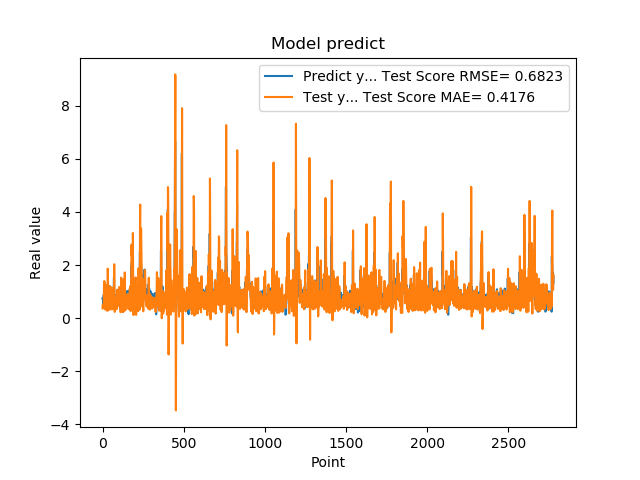 Model predict
Predict y... Test Score RMSE= 0.6823
Test y... Test Score MAE= 0.4176
Real value
8
6
4
2
0
−2
−4
0 500 1000 1500 2000 2500
Point